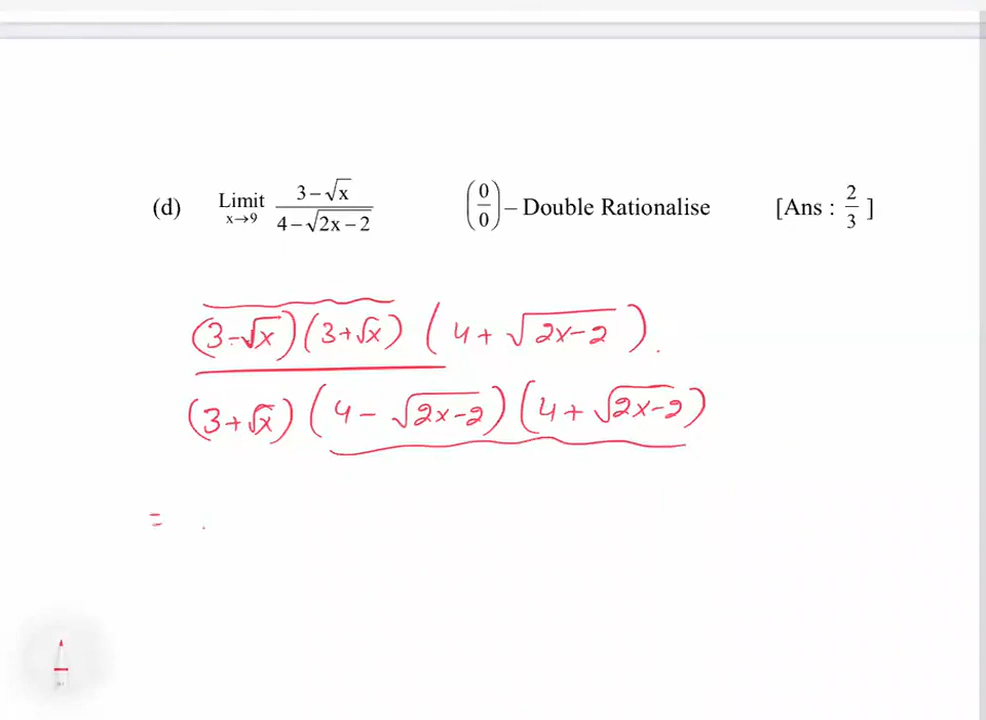 (d) Limit x→9 (3−√x)/(4−√(2x−2)) (0/0) – Double Rationalise [Ans : 2/3 ]
(3-√x)(3+√x) (4+√(2x-2)).
(3+√x)(4-√(2x-2))(4+√(2x-2))
=